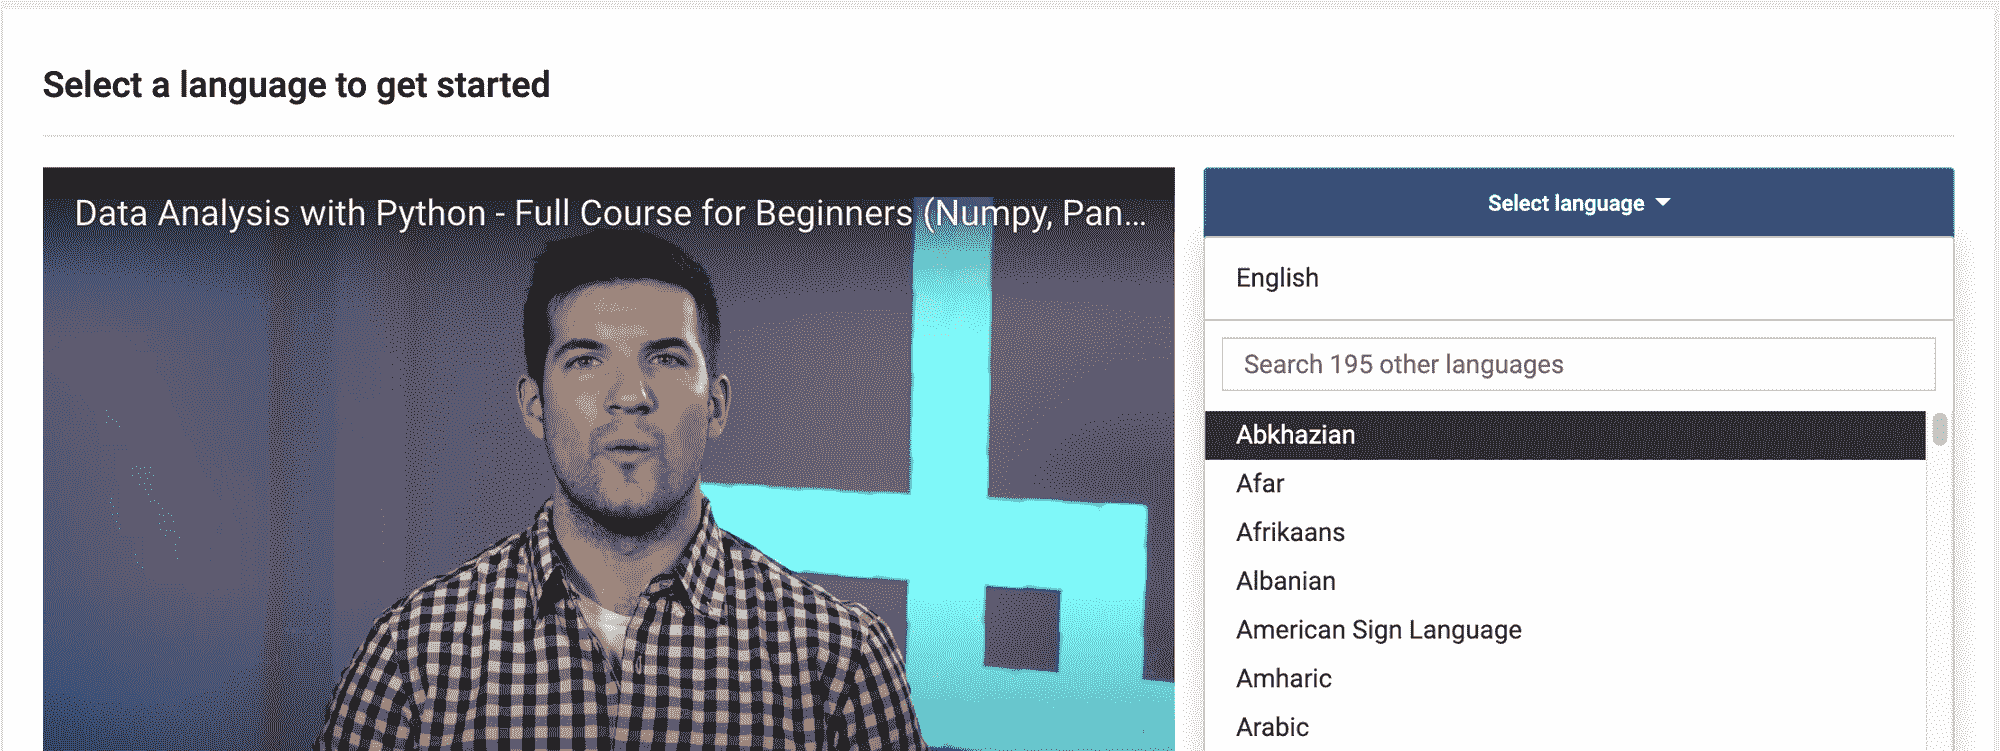 Select a language to get started
Data Analysis with Python - Full Course for Beginners (Numpy, Pan...
Select language
English
Search 195 other languages
Abkhazian
Afar
Afrikaans
Albanian
American Sign Language
Amharic
Arabic